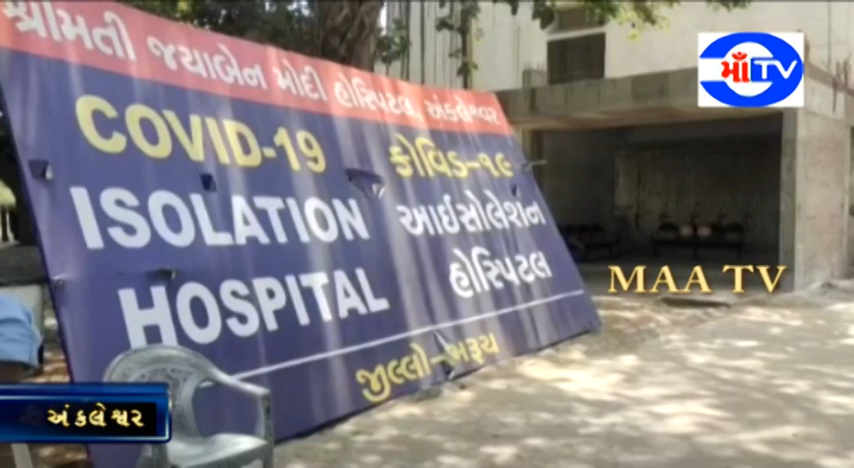 શ્રીમતી જયાબેન મોદી હોસ્પિટલ, અંકલેશ્વર
COVID-19
ISOLATION
HOSPITAL
કોવિડ-૧૯
આઈસોલેશન
હોસ્પિટલ
જીલ્લો-ભરૂચ
માઁ TV
MAA TV
અંકલેશ્વર